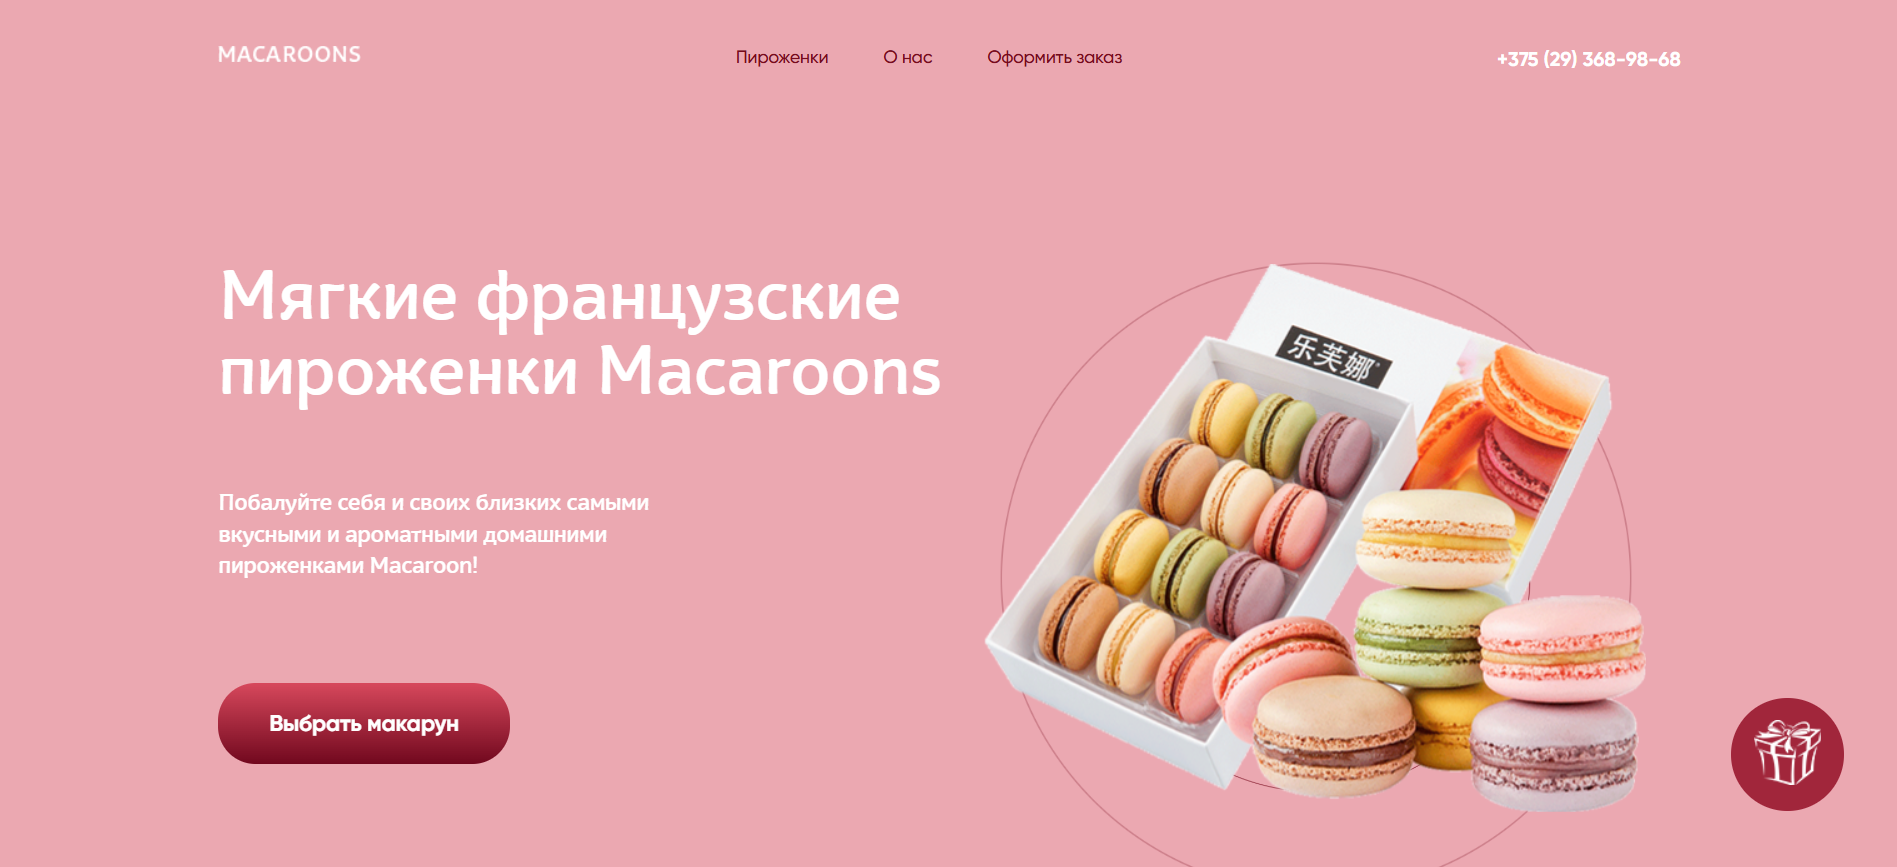 MACAROONS
Пироженки
О нас
Оформить заказ
+375 (29) 368-98-68
Мягкие французские
пироженки Macaroons
乐芙娜
Побалуйте себя и своих близких самыми
вкусными и ароматными домашними
пироженками Macaroon!
Выбрать макарун